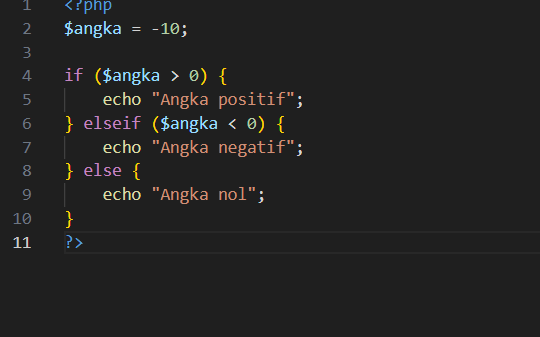 1 <?php
2 $angka = -10;
3
4 if ($angka > 0) {
5     echo "Angka positif";
6 } elseif ($angka < 0) {
7     echo "Angka negatif";
8 } else {
9     echo "Angka nol";
10 }
11 ?>